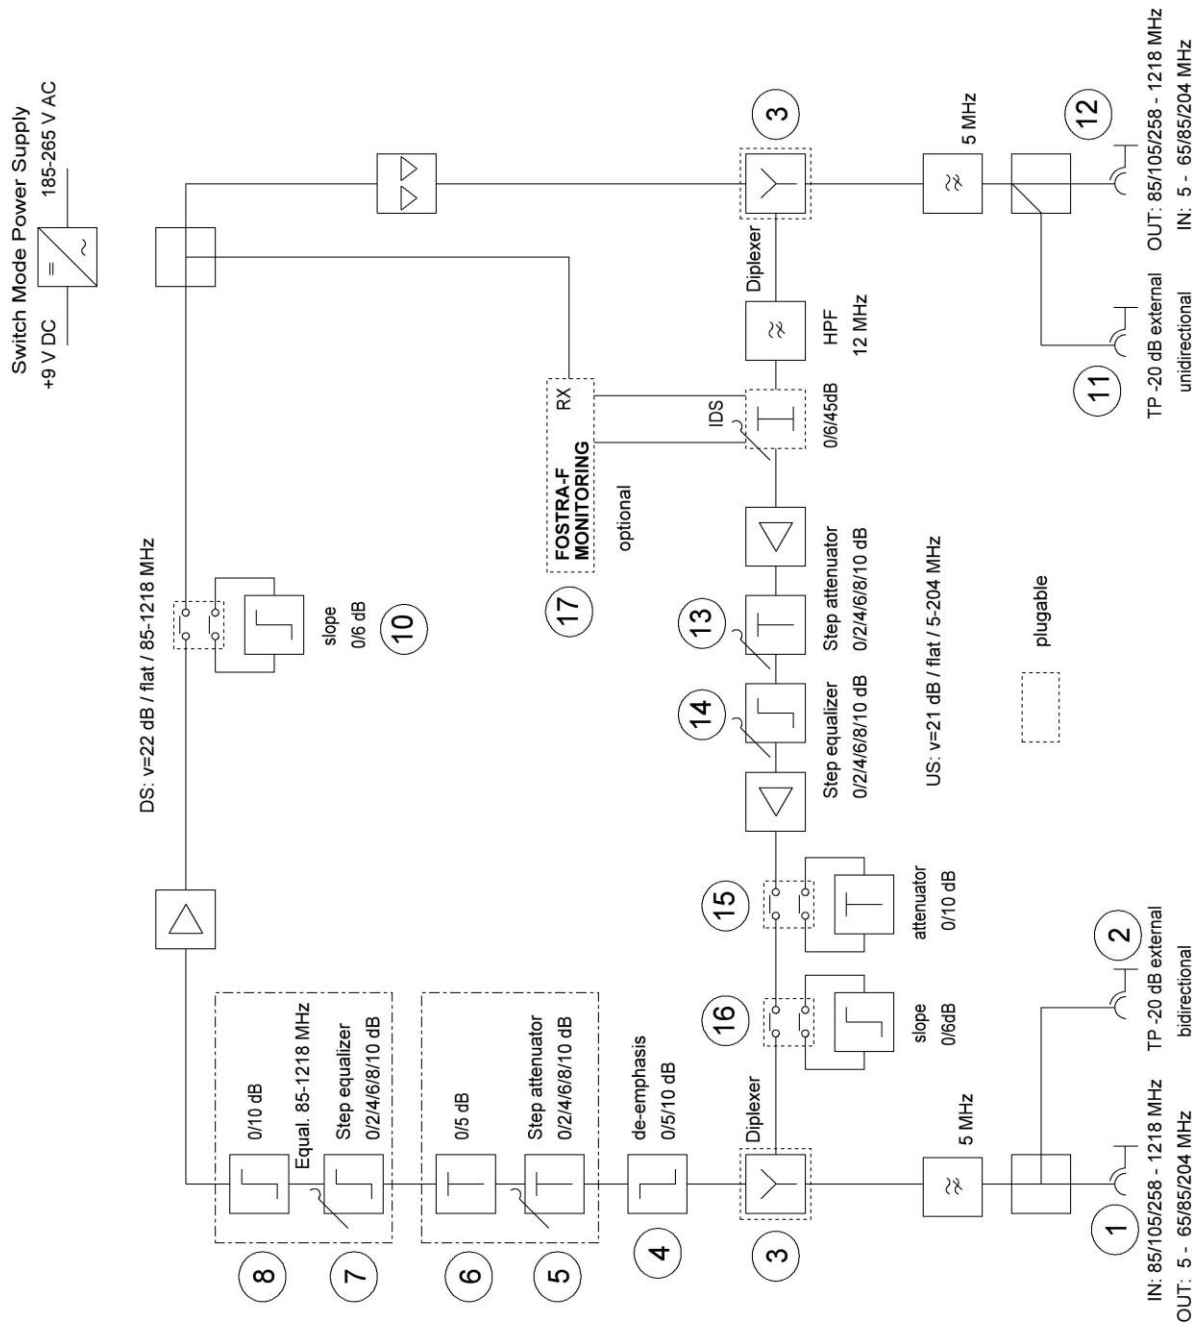 Switch Mode Power Supply
+9 V DC
185-265 V AC
=
~
DS: v=22 dB / flat / 85-1218 MHz
8
0/10 dB
Equal. 85-1218 MHz
7
Step equalizer
0/2/4/6/8/10 dB
6
0/5 dB
5
Step attenuator
0/2/4/6/8/10 dB
4
de-emphasis
0/5/10 dB
slope
0/6 dB
10
17
FOSTRA-F
MONITORING
RX
optional
IDS
3
Diplexer
16
slope
0/6dB
15
attenuator
0/10 dB
14
Step equalizer
0/2/4/6/8/10 dB
13
Step attenuator
0/2/4/6/8/10 dB
0/6/45dB
HPF
12 MHz
Diplexer
3
US: v=21 dB / flat / 5-204 MHz
5 MHz
plugable
5 MHz
1
IN: 85/105/258 - 1218 MHz
OUT: 5 - 65/85/204 MHz
2
TP -20 dB external
bidirectional
11
TP -20 dB external
unidirectional
12
OUT: 85/105/258 - 1218 MHz
IN: 5 - 65/85/204 MHz